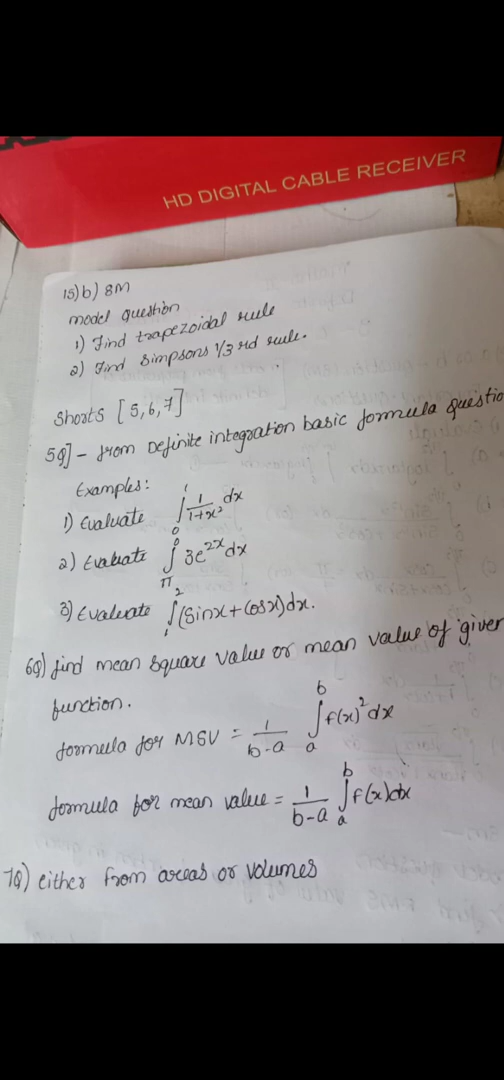 HD DIGITAL CABLE RECEIVER
15) b) 8M
model question
1) Find trapezoidal rule
2) Find Simpsons 1/3 rd rule.
Shorts [5,6,7]
5Q] - from Definite integration basic formula questio
Examples:
1) Evaluate ∫₀¹ 1/(1+x²) dx
2) Evaluate ∫ 0 π 3e^2x dx
3) Evaluate ∫₁² (sinx + cosx)dx.
6Q) find mean square value or mean value of given
function.
formula for MSV = 1/(b-a) ∫ₐᵇ f(x)² dx
formula for mean value = 1/(b-a) ∫ₐᵇ f(x)dx
7Q) either from areas or volumes